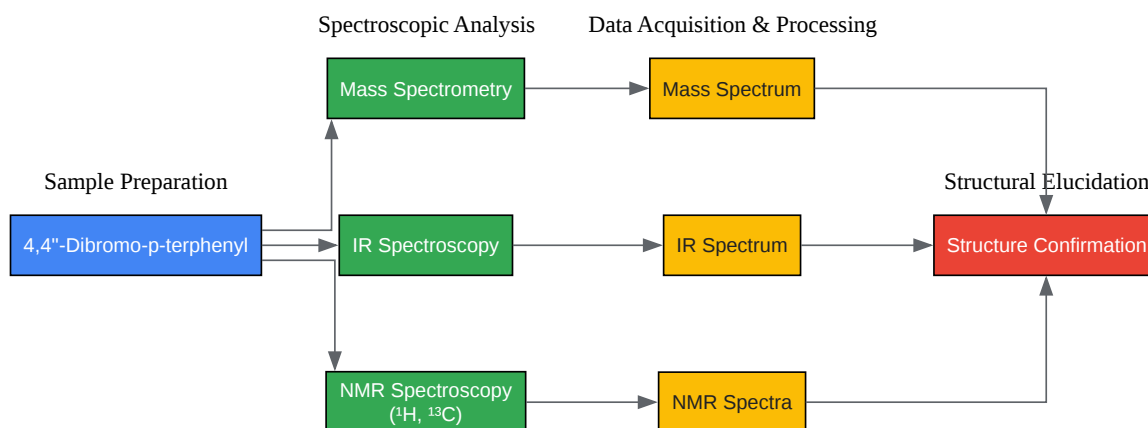 Spectroscopic Analysis
Data Acquisition & Processing
Mass Spectrometry
Mass Spectrum
Sample Preparation
Structural Elucidation
4,4"-Dibromo-p-terphenyl
IR Spectroscopy
IR Spectrum
Structure Confirmation
NMR Spectroscopy
(¹H, ¹³C)
NMR Spectra